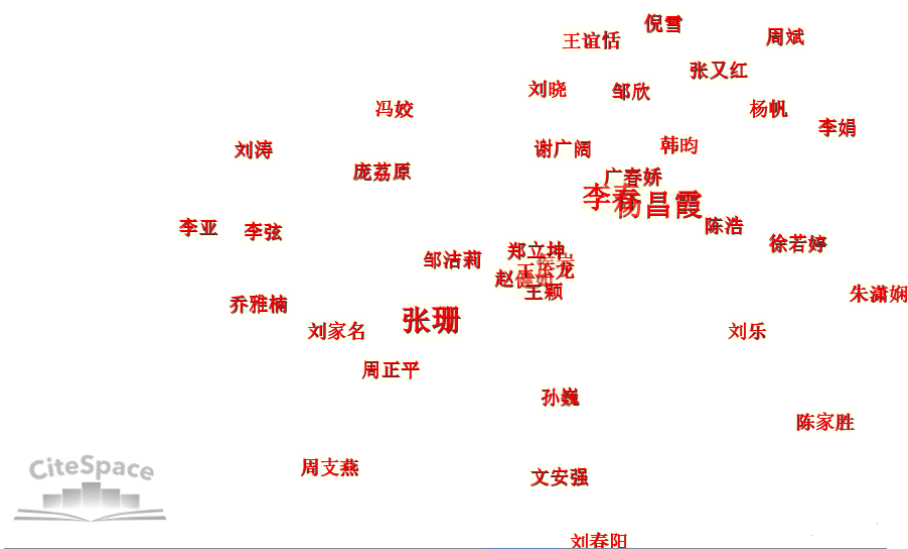 倪雪
王谊恬
周斌
张又红
刘晓
邹欣
冯姣
杨帆
李娟
刘涛
谢广阔
韩昀
庞荔原
广春娇
李春
杨昌霞
陈浩
李亚
李弦
徐若婷
郑立坤
邹洁莉
赵
王颖
朱潇娴
乔雅楠
张珊
刘家名
刘乐
周正平
孙巍
陈家胜
周支燕
CiteSpace
文安强
刘春阳